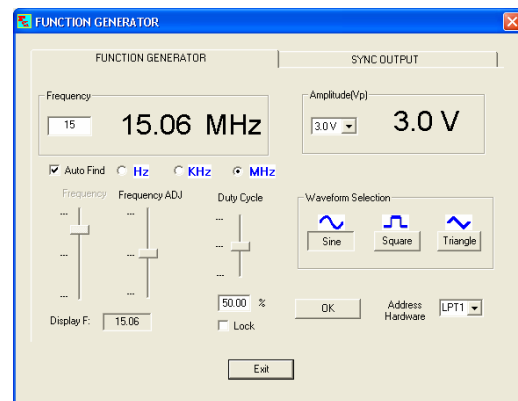 FUNCTION GENERATOR
FUNCTION GENERATOR
SYNC OUTPUT
Frequency
15
15.06 MHz
Amplitude(Vp)
3.0 V
3.0 V
Auto Find
Hz
KHz
MHz
Frequency
Frequency ADJ
Duty Cycle
Waveform Selection
Sine
Square
Triangle
50.00 %
Lock
Display F: 15.06
OK
Address
Hardware
LPT1
Exit